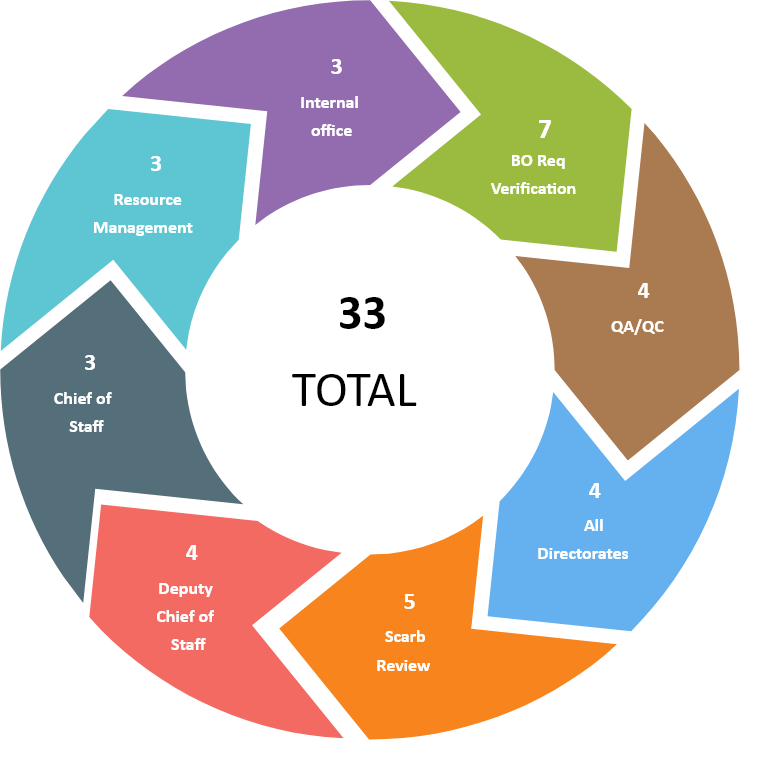 3
Internal
office
7
BO Req
Verification
4
QA/QC
4
All
Directorates
5
Scarb
Review
4
Deputy
Chief of
Staff
3
Chief of
Staff
3
Resource
Management
33
TOTAL